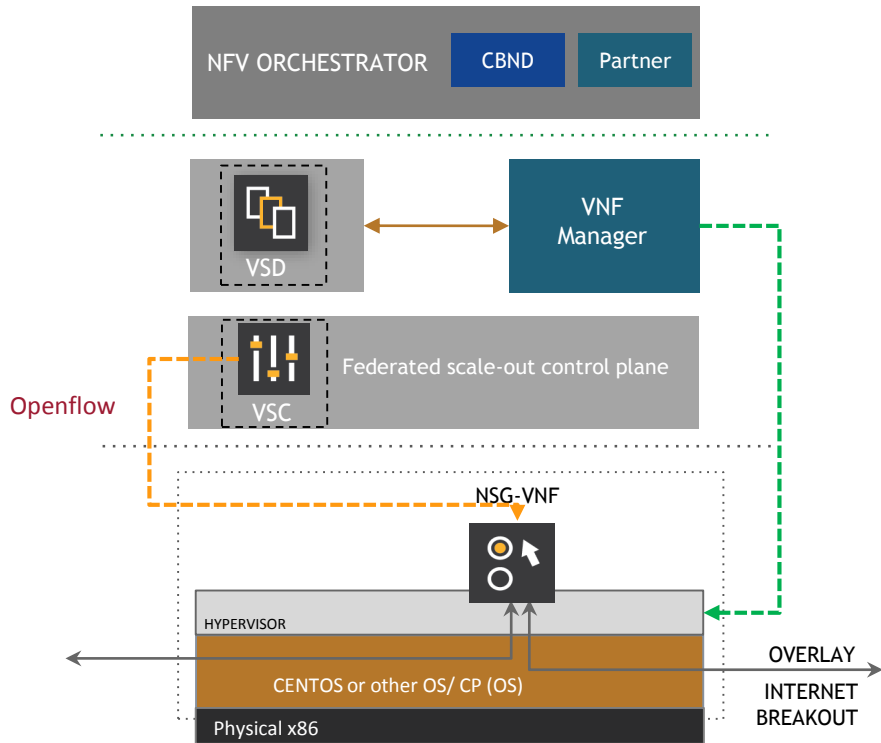 NFV ORCHESTRATOR
CBND
Partner
VSD
VNF
Manager
VSC
Federated scale-out control plane
Openflow
NSG-VNF
HYPERVISOR
CENTOS or other OS/ CP (OS)
OVERLAY
INTERNET
BREAKOUT
Physical x86